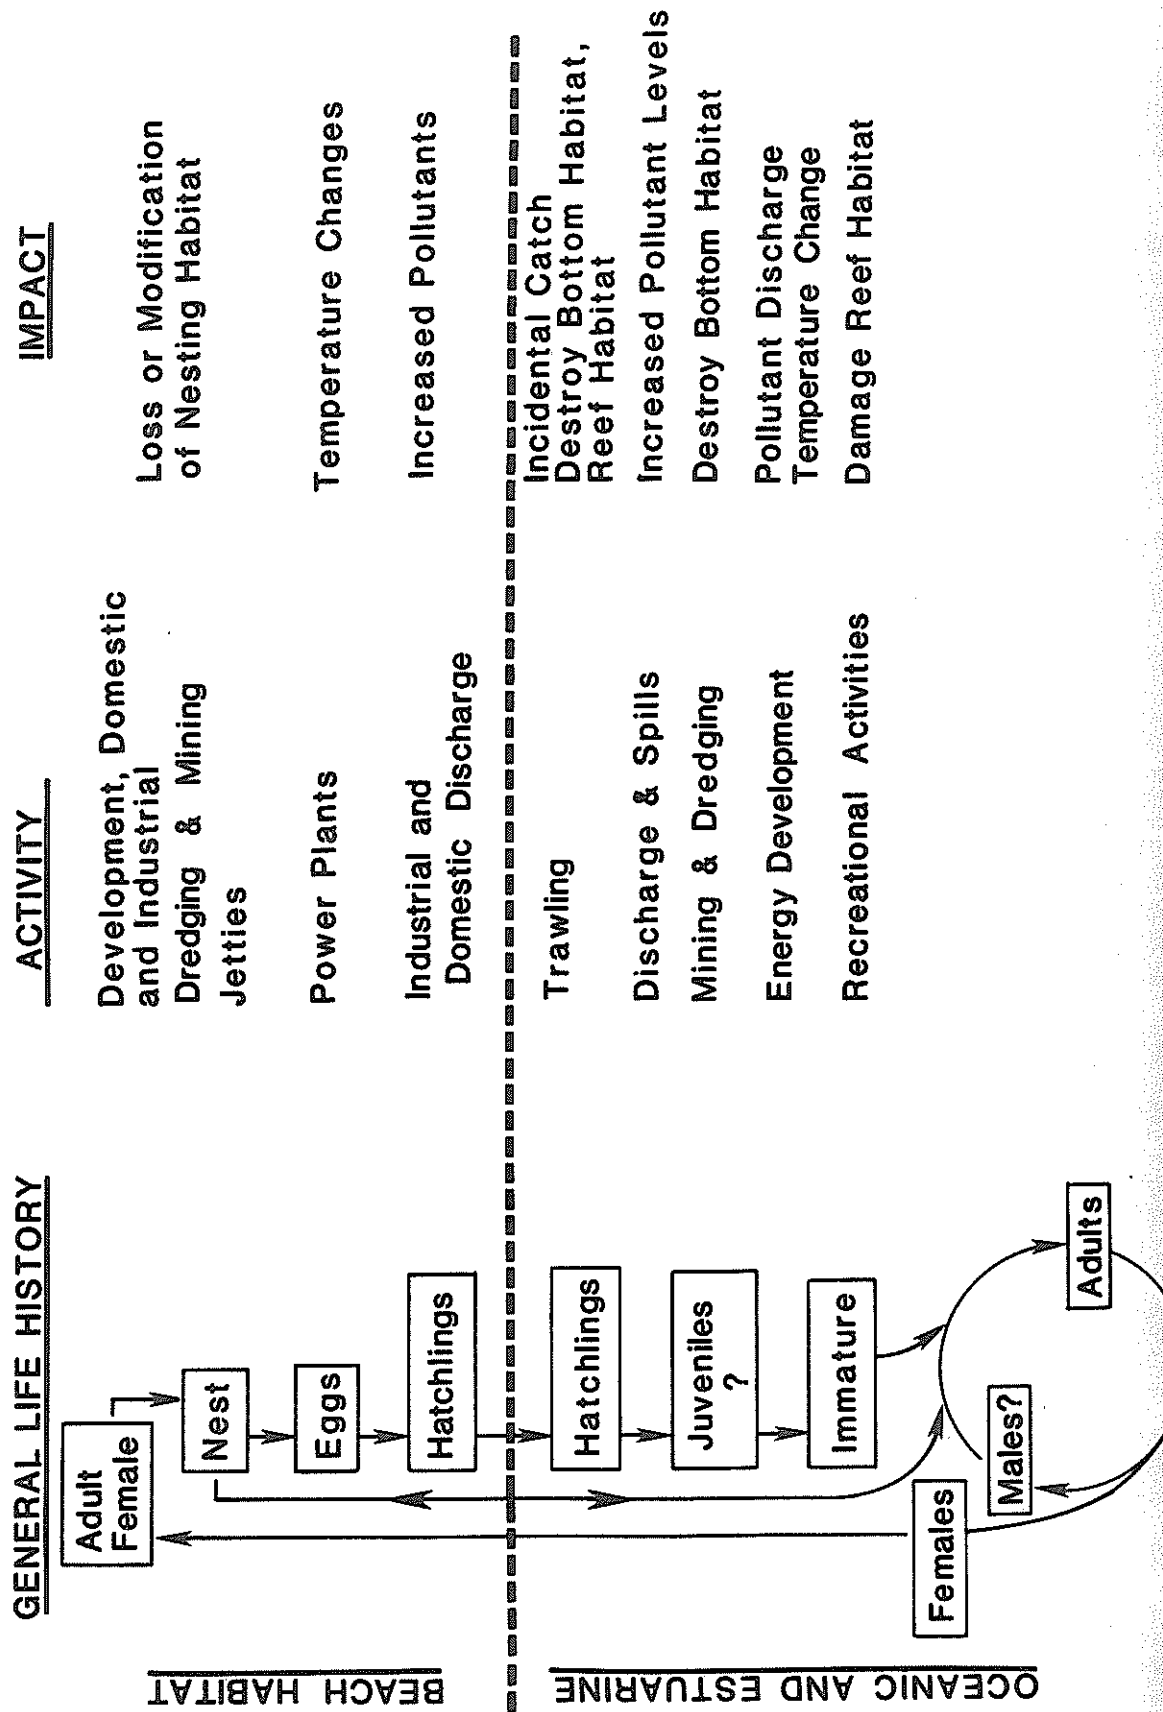 GENERAL LIFE HISTORY
ACTIVITY
IMPACT
BEACH HABITAT
Adult
Female
Nest
Eggs
Hatchlings
Development, Domestic
and Industrial
Dredging & Mining
Jetties
Power Plants
Industrial and
Domestic Discharge
Loss or Modification
of Nesting Habitat
Temperature Changes
Increased Pollutants
OCEANIC AND ESTUARINE
Hatchlings
Juveniles
?
Immature
Females
Males?
Adults
Trawling
Discharge & Spills
Mining & Dredging
Energy Development
Recreational Activities
Incidental Catch
Destroy Bottom Habitat,
Reef Habitat
Increased Pollutant Levels
Destroy Bottom Habitat
Pollutant Discharge
Temperature Change
Damage Reef Habitat